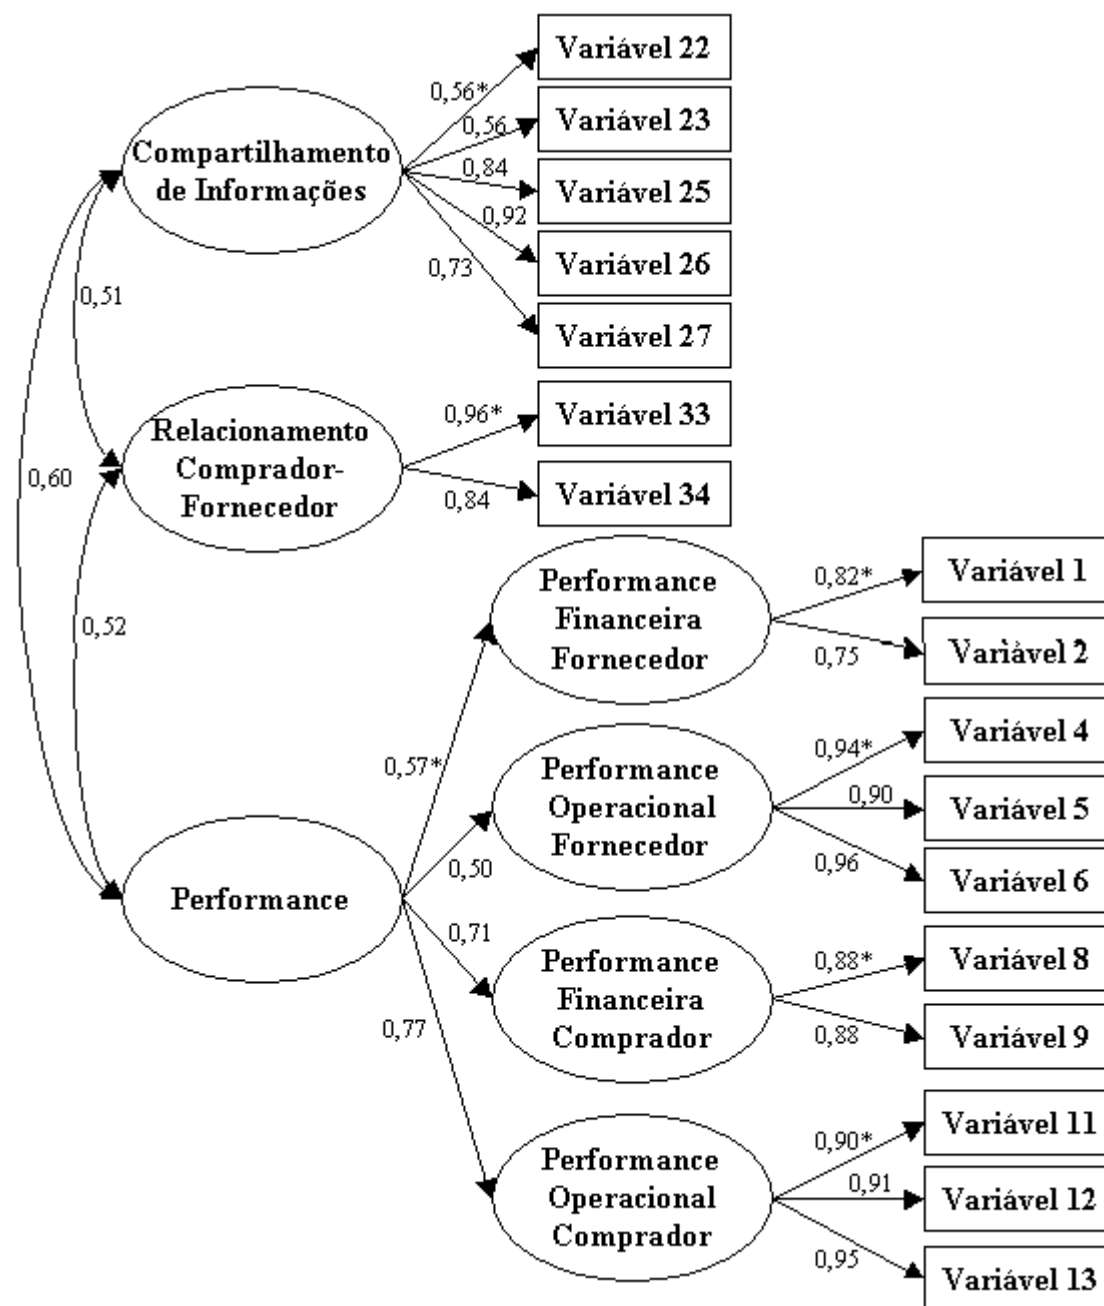 Variável 22
0,56*
Variável 23
0,56
Compartilhamento
de Informações
0,84
Variável 25
0,92
Variável 26
0,73
Variável 27
0,51
Relacionamento
Comprador-
Fornecedor
0,96*
Variável 33
0,84
Variável 34
0,60
0,52
Performance
Financeira
Fornecedor
0,82*
Variável 1
0,75
Variável 2
0,57*
Performance
Operacional
Fornecedor
0,94*
Variável 4
0,90
Variável 5
0,96
Variável 6
0,50
Performance
0,71
Performance
Financeira
Comprador
0,88*
Variável 8
0,88
Variável 9
0,77
Performance
Operacional
Comprador
0,90*
Variável 11
0,91
Variável 12
0,95
Variável 13